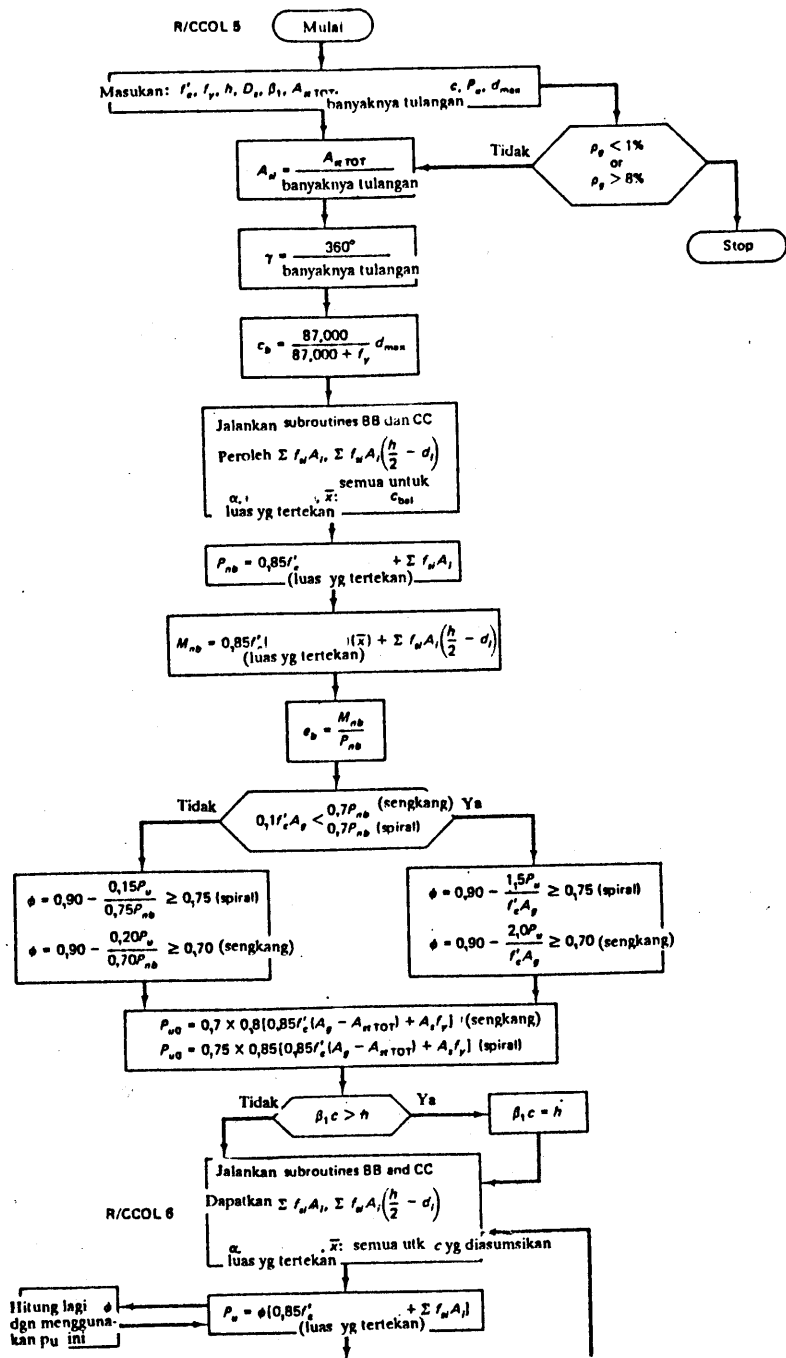 R/CCOL 5
Mulai
Masukan: f'c, fy, h, Ds, β1, Ast TOT, banyaknya tulangan c, Pu, dmax
ρg < 1%
or
ρg > 8%
Tidak
Stop
Asi = Ast TOT / banyaknya tulangan
γ = 360° / banyaknya tulangan
cb = 87,000 / 87,000 + fy dmax
Jalankan subroutines BB dan CC
Peroleh Σ fsi Ai, Σ fsi Ai (h/2 − di)
semua untuk
α, luas yg tertekan, x̄: cbal
Pnb = 0,85f'c (luas yg tertekan) + Σ fsi Ai
Mnb = 0,85f'c( (luas yg tertekan) )(x̄) + Σ fsi Ai (h/2 − di)
eb = Mnb / Pnb
Tidak
0,1f'c Ag < 0,7Pnb (sengkang)
0,7Pnb (spiral)
Ya
φ = 0,90 − 0,15Pu / 0,75Pnb ≥ 0,75 (spiral)
φ = 0,90 − 0,20Pu / 0,70Pnb ≥ 0,70 (sengkang)
φ = 0,90 − 1,5Pu / f'c Ag ≥ 0,75 (spiral)
φ = 0,90 − 2,0Pu / f'c Ag ≥ 0,70 (sengkang)
Pu0 = 0,7 × 0,8[0,85f'c(Ag − Ast TOT) + As fy] (sengkang)
Pu0 = 0,75 × 0,85[0,85f'c(Ag − Ast TOT) + As fy] (spiral)
Tidak
β1c > h
Ya
β1c = h
R/CCOL 6
Jalankan subroutines BB and CC
Dapatkan Σ fsi Ai, Σ fsi Ai (h/2 − di)
α luas yg tertekan x̄: semua utk c yg diasumsikan
Hitung lagi φ
dgn mengguna-
kan pu ini
Pu = φ[0,85f'c (luas yg tertekan) + Σ fsi Ai]